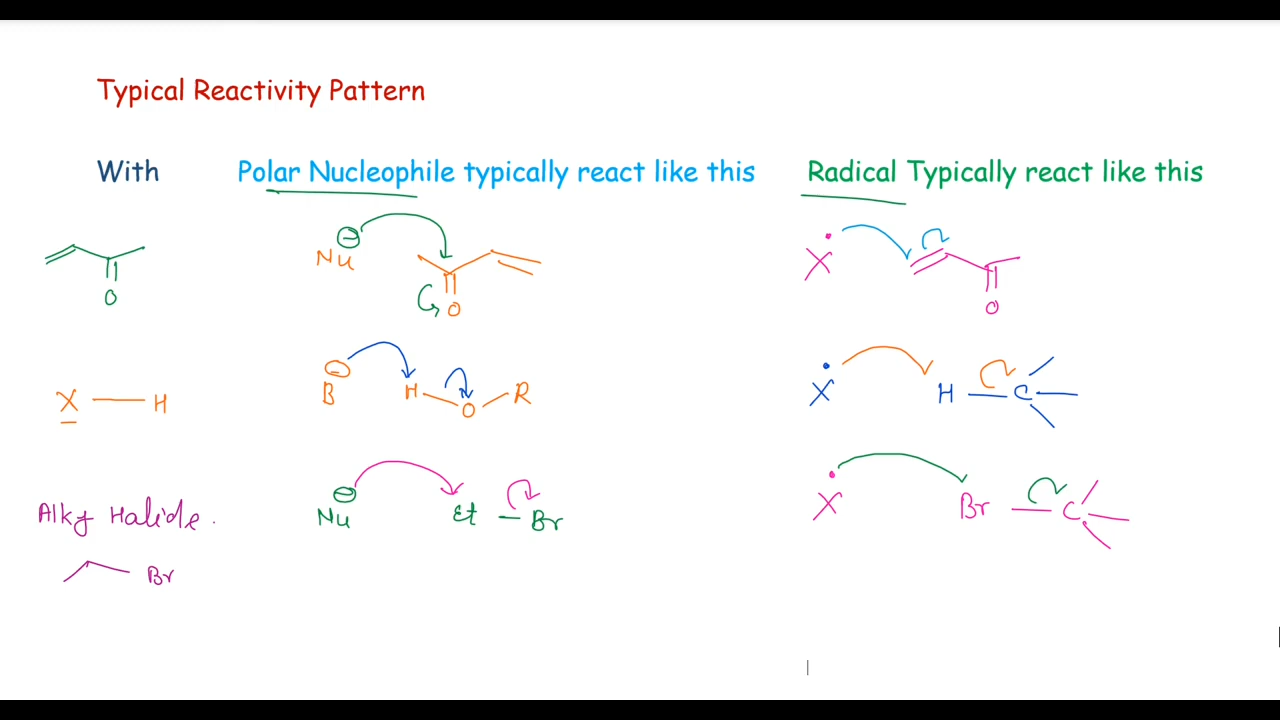 Typical Reactivity Pattern
With Polar Nucleophile typically react like this Radical Typically react like this
O Nu ⊖ O X• O
X H B ⊖ H O R X• H C
Alky Halide. Nu ⊖ Et Br X• Br C
Br